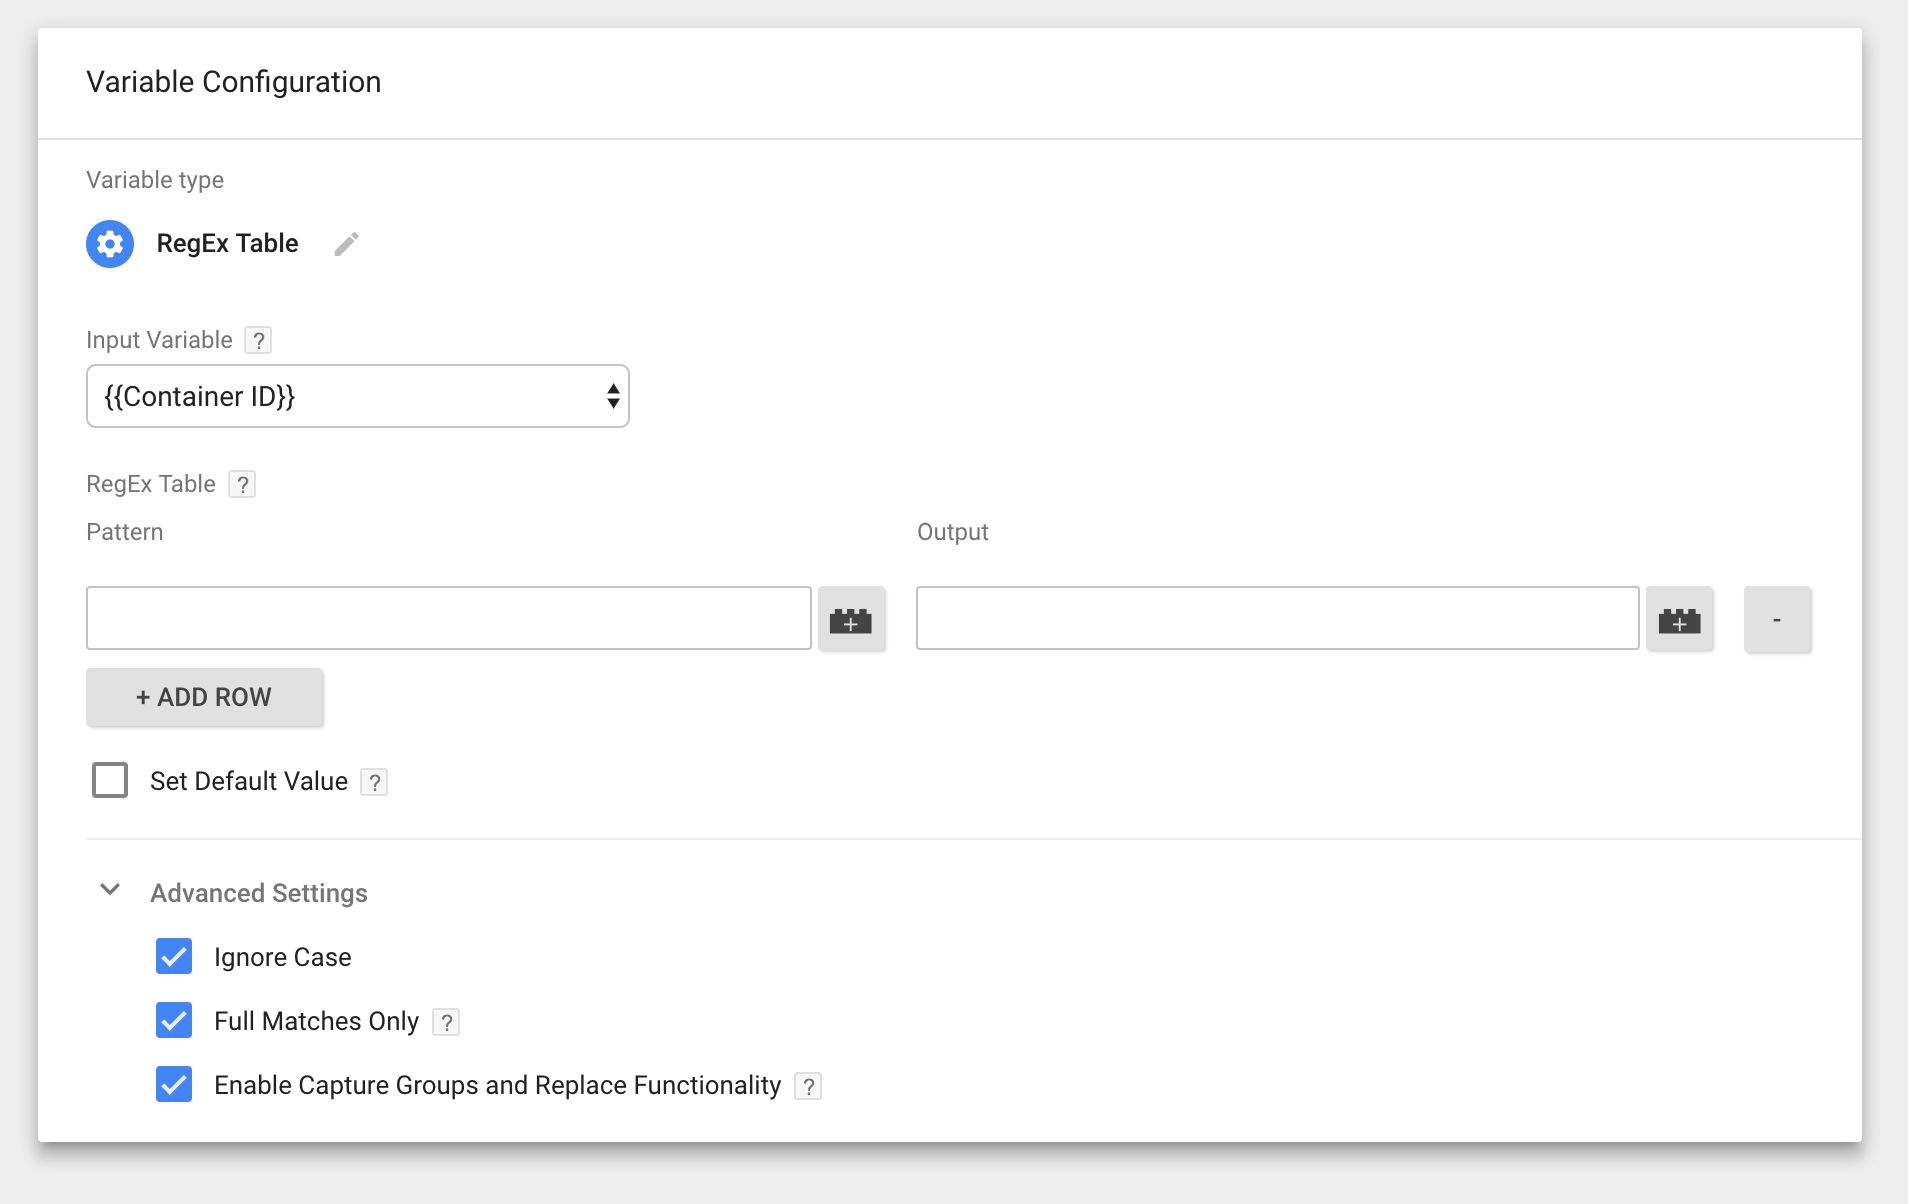 Variable Configuration
Variable type
RegEx Table
Input Variable ?
{{Container ID}}
RegEx Table ?
Pattern Output
+ + -
+ ADD ROW
Set Default Value ?
Advanced Settings
Ignore Case
Full Matches Only ?
Enable Capture Groups and Replace Functionality ?